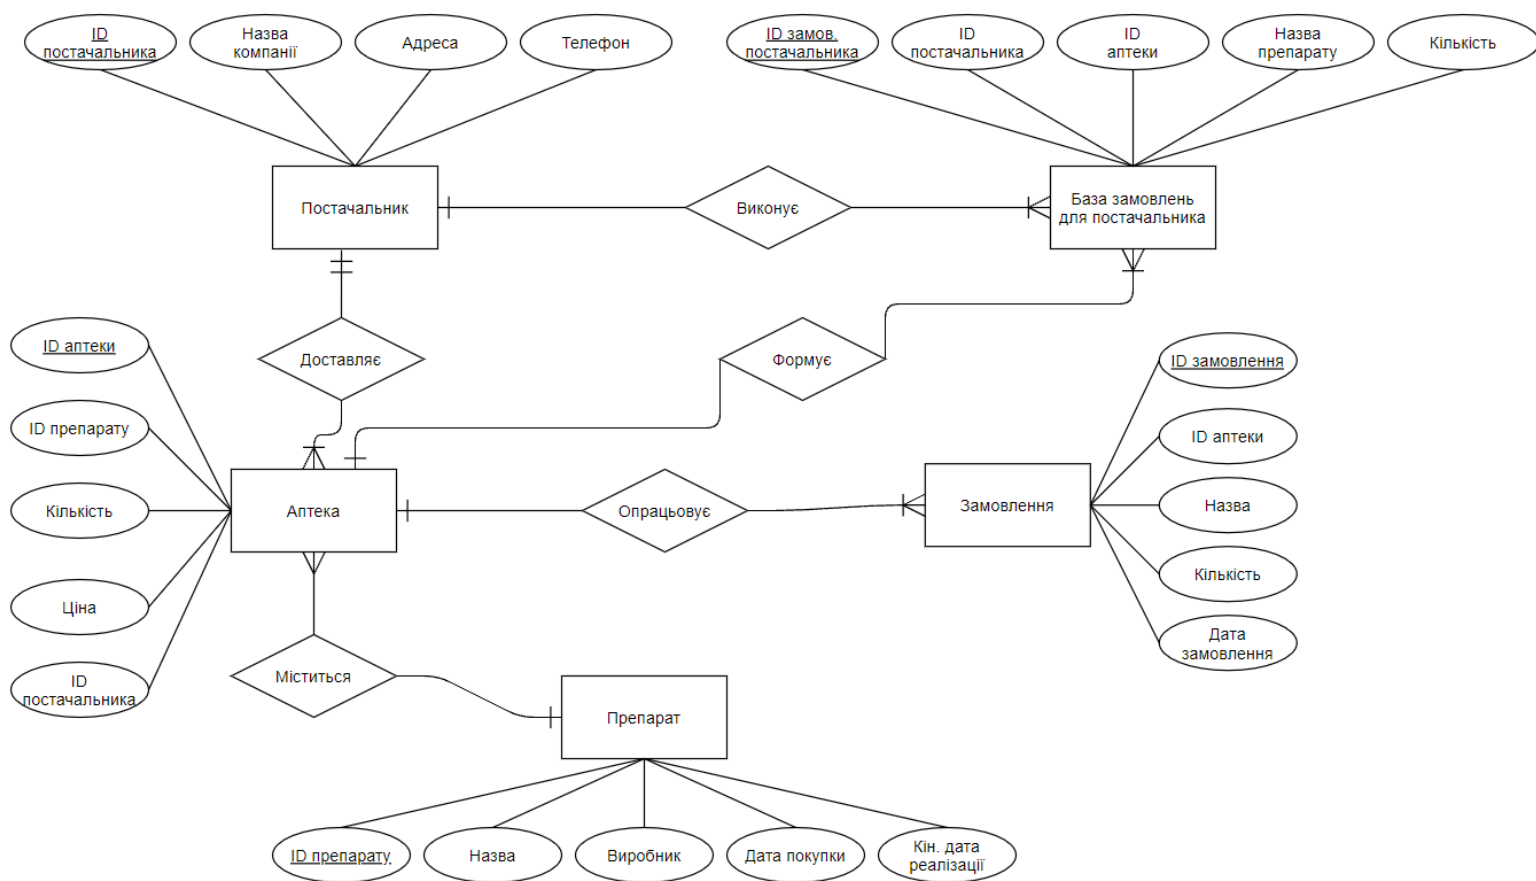 ID
постачальника
Назва
компанії
Адреса
Телефон
ID замов.
постачальника
ID
постачальника
ID
аптеки
Назва
препарату
Кількість
Постачальник
Виконує
База замовлень
для постачальника
ID аптеки
Доставляє
Формує
ID замовлення
ID препарату
ID аптеки
Кількість
Аптека
Опрацьовує
Замовлення
Назва
Кількість
Ціна
Дата
замовлення
ID
постачальника
Міститься
Препарат
ID препарату
Назва
Виробник
Дата покупки
Кін. дата
реалізації